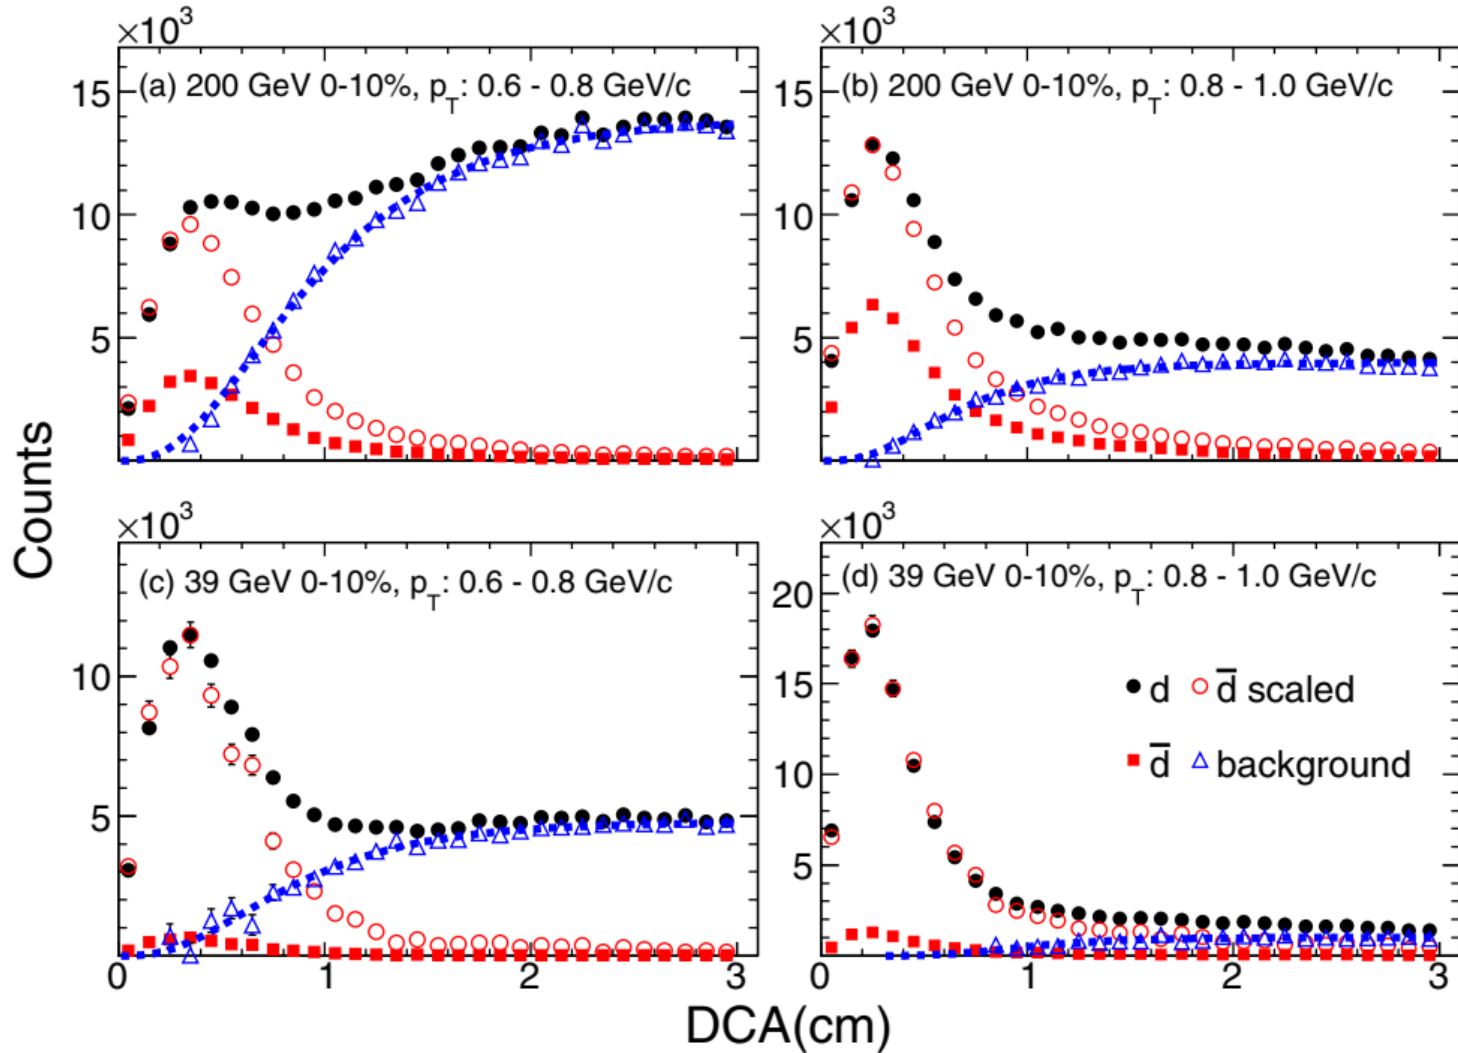 ×10³ ×10³
(a) 200 GeV 0-10%, p_T: 0.6 - 0.8 GeV/c
(b) 200 GeV 0-10%, p_T: 0.8 - 1.0 GeV/c
15 15
10 10
5 5
Counts
×10³ ×10³
(c) 39 GeV 0-10%, p_T: 0.6 - 0.8 GeV/c
(d) 39 GeV 0-10%, p_T: 0.8 - 1.0 GeV/c
20
15
10 10
5 5
d d̅ scaled
d̅ background
0 1 2 3
0 1 2 3
DCA(cm)